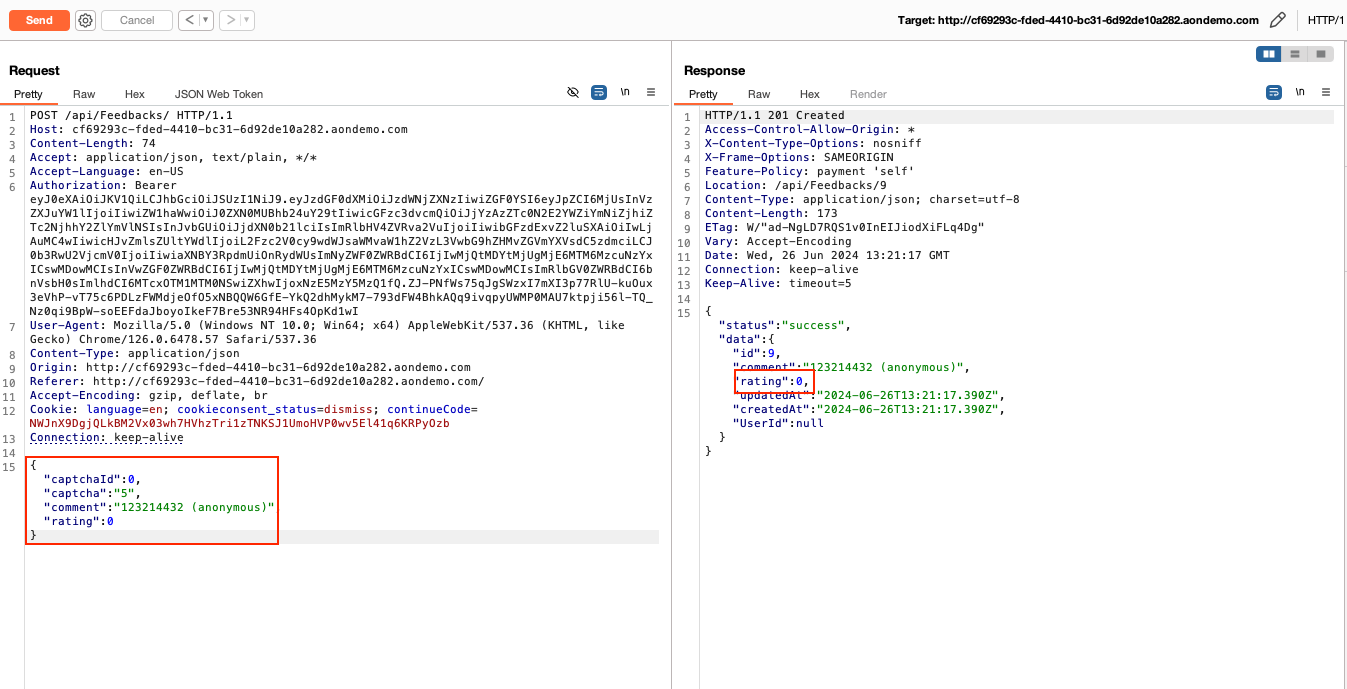 Send
Cancel
Target: http://cf69293c-fded-4410-bc31-6d92de10a282.aondemo.com
HTTP/1
Request
Pretty Raw Hex JSON Web Token \n
1 POST /api/Feedbacks/ HTTP/1.1
2 Host: cf69293c-fded-4410-bc31-6d92de10a282.aondemo.com
3 Content-Length: 74
4 Accept: application/json, text/plain, */*
5 Accept-Language: en-US
6 Authorization: Bearer
7 User-Agent: Mozilla/5.0 (Windows NT 10.0; Win64; x64) AppleWebKit/537.36 (KHTML, like
Gecko) Chrome/126.0.6478.57 Safari/537.36
8 Content-Type: application/json
9 Origin: http://cf69293c-fded-4410-bc31-6d92de10a282.aondemo.com
10 Referer: http://cf69293c-fded-4410-bc31-6d92de10a282.aondemo.com/
11 Accept-Encoding: gzip, deflate, br
12 Cookie: language=en; cookieconsent_status=dismiss; continueCode=
NWJnX9DgjQLkBM2Vx03wh7HVhzTri1zTNKSJ1UmoHVP0wv5El41q6KRPyOzb
13 Connection: keep-alive
14
15 {
"captchaId":0,
"captcha":"5",
"comment":"123214432 (anonymous)"
"rating":0
}
Response
Pretty Raw Hex Render \n
1 HTTP/1.1 201 Created
2 Access-Control-Allow-Origin: *
3 X-Content-Type-Options: nosniff
4 X-Frame-Options: SAMEORIGIN
5 Feature-Policy: payment 'self'
6 Location: /api/Feedbacks/9
7 Content-Type: application/json; charset=utf-8
8 Content-Length: 173
9 ETag: W/"ad-NgLD7RQS1v0InEIJiodXiFLq4Dg"
10 Vary: Accept-Encoding
11 Date: Wed, 26 Jun 2024 13:21:17 GMT
12 Connection: keep-alive
13 Keep-Alive: timeout=5
14
15 {
"status":"success",
"data":{
"id":9,
"comment":"123214432 (anonymous)",
"rating":0,
"updatedAt":"2024-06-26T13:21:17.390Z",
"createdAt":"2024-06-26T13:21:17.390Z",
"UserId":null
}
}